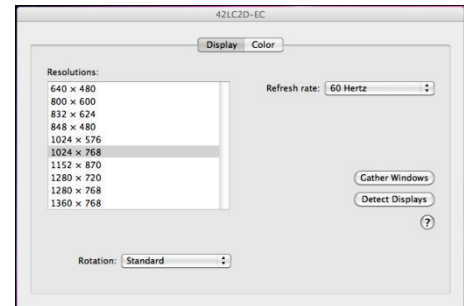 42LC2D-EC
Display Color
Resolutions:
640 × 480
800 × 600
832 × 624
848 × 480
1024 × 576
1024 × 768
1152 × 870
1280 × 720
1280 × 768
1360 × 768
Refresh rate: 60 Hertz
Gather Windows
Detect Displays
?
Rotation: Standard